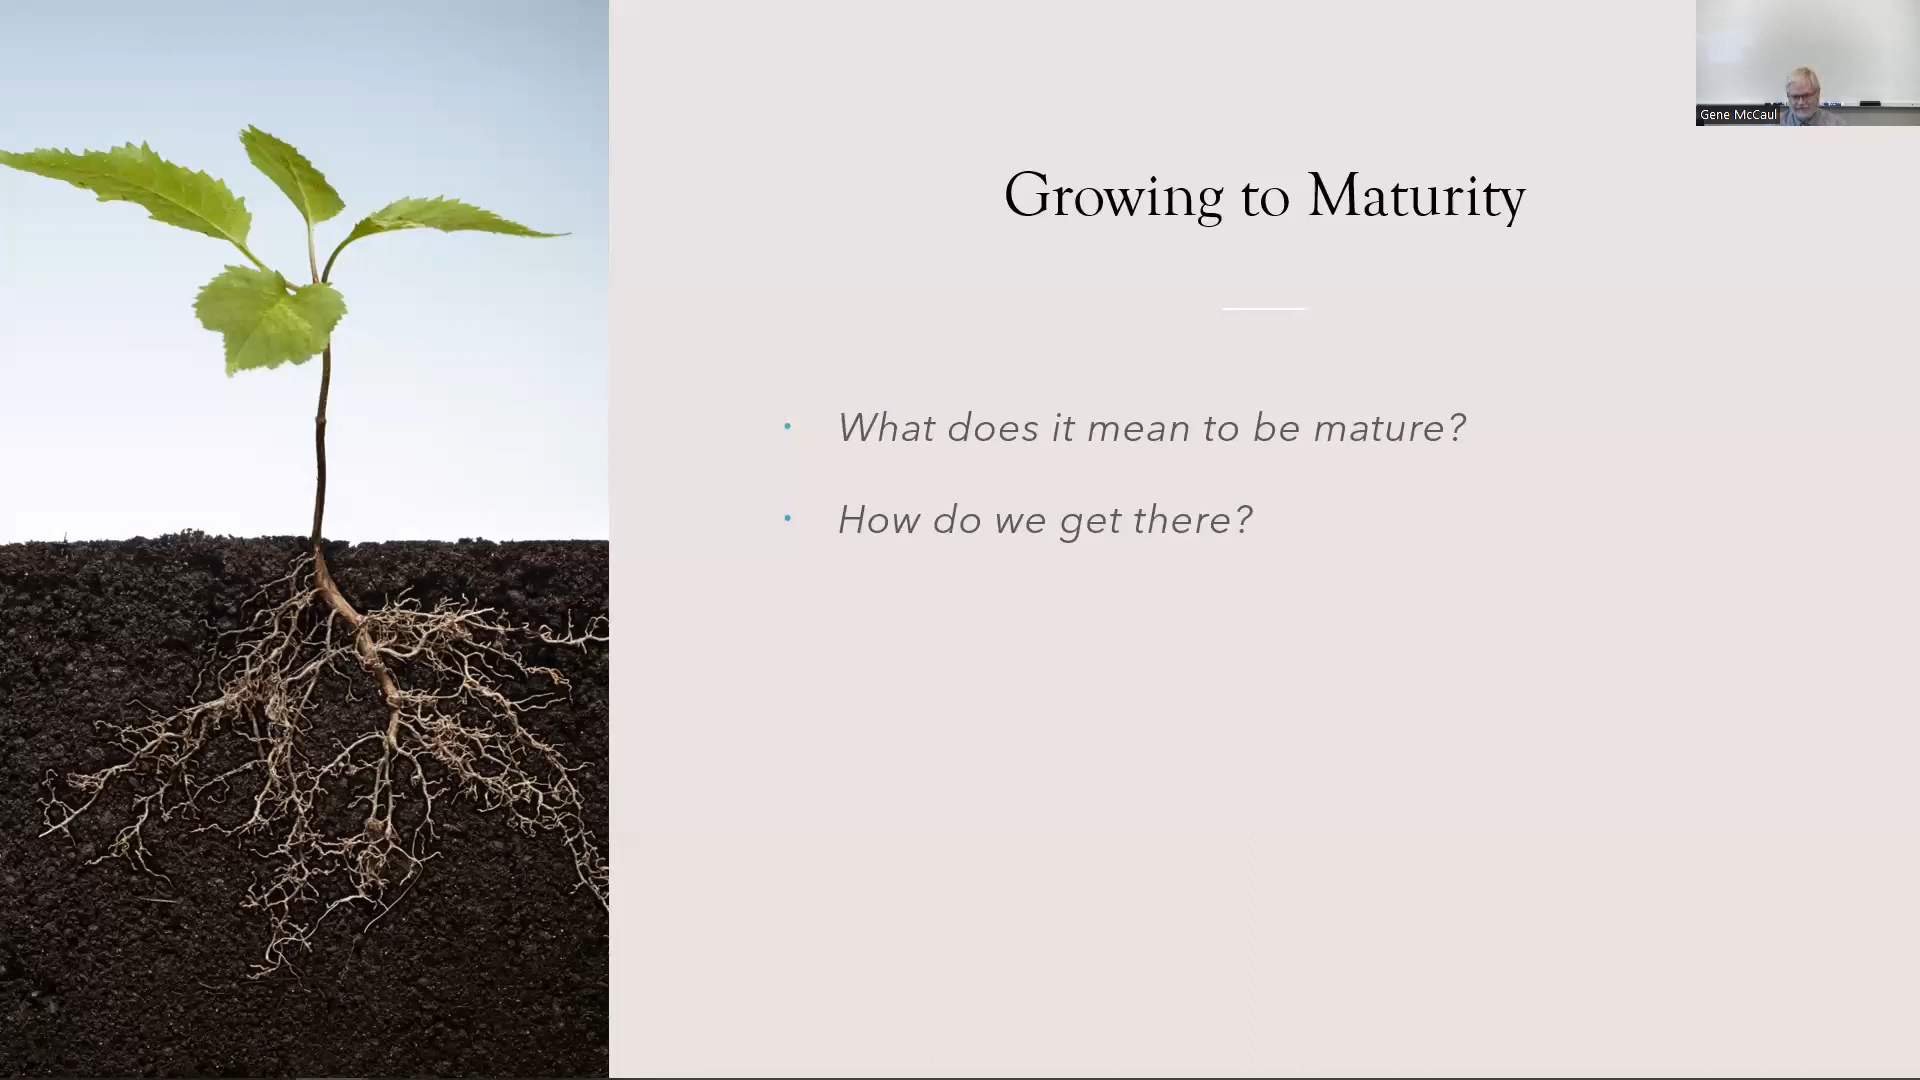 Gene McCaul
Growing to Maturity
• What does it mean to be mature?
• How do we get there?